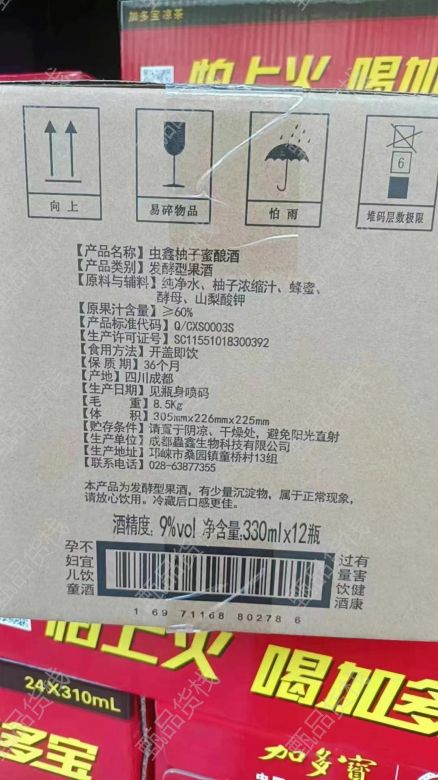 加多宝凉茶
怕上火 喝加多
向上
易碎物品
怕雨
6
堆码层数极限
【产品名称】虫鑫柚子蜜酿酒
【产品类别】发酵型果酒
【原料与辅料】纯净水、柚子浓缩汁、蜂蜜、
酵母、山梨酸钾
【原果汁含量】≥60%
【产品标准代码】Q/CXS0003S
【生产许可证号】SC11551018300392
【食用方法】开盖即饮
【保 质 期】36个月
【产地】四川成都
【生产日期】见瓶身喷码
【毛 重】8.5Kg
【体 积】305mm×226mm×225mm
【贮存条件】请置于阴凉、干燥处，避免阳光直射
【生产单位】成都蟲鑫生物科技有限公司
【生产地址】邛崃市桑园镇童桥村13组
【联系电话】028-63877355
本产品为发酵型果酒，有少量沉淀物，属于正常现象，
请放心饮用。冷藏后口感更佳。
酒精度：9%vol 净含量：330ml×12瓶
孕不
妇宜
儿饮
童酒
过有
量害
饮健
酒康
1 69 71168 80278 6
怕上火 喝加多
24X310mL
多宝
加多寶
甄品货栈